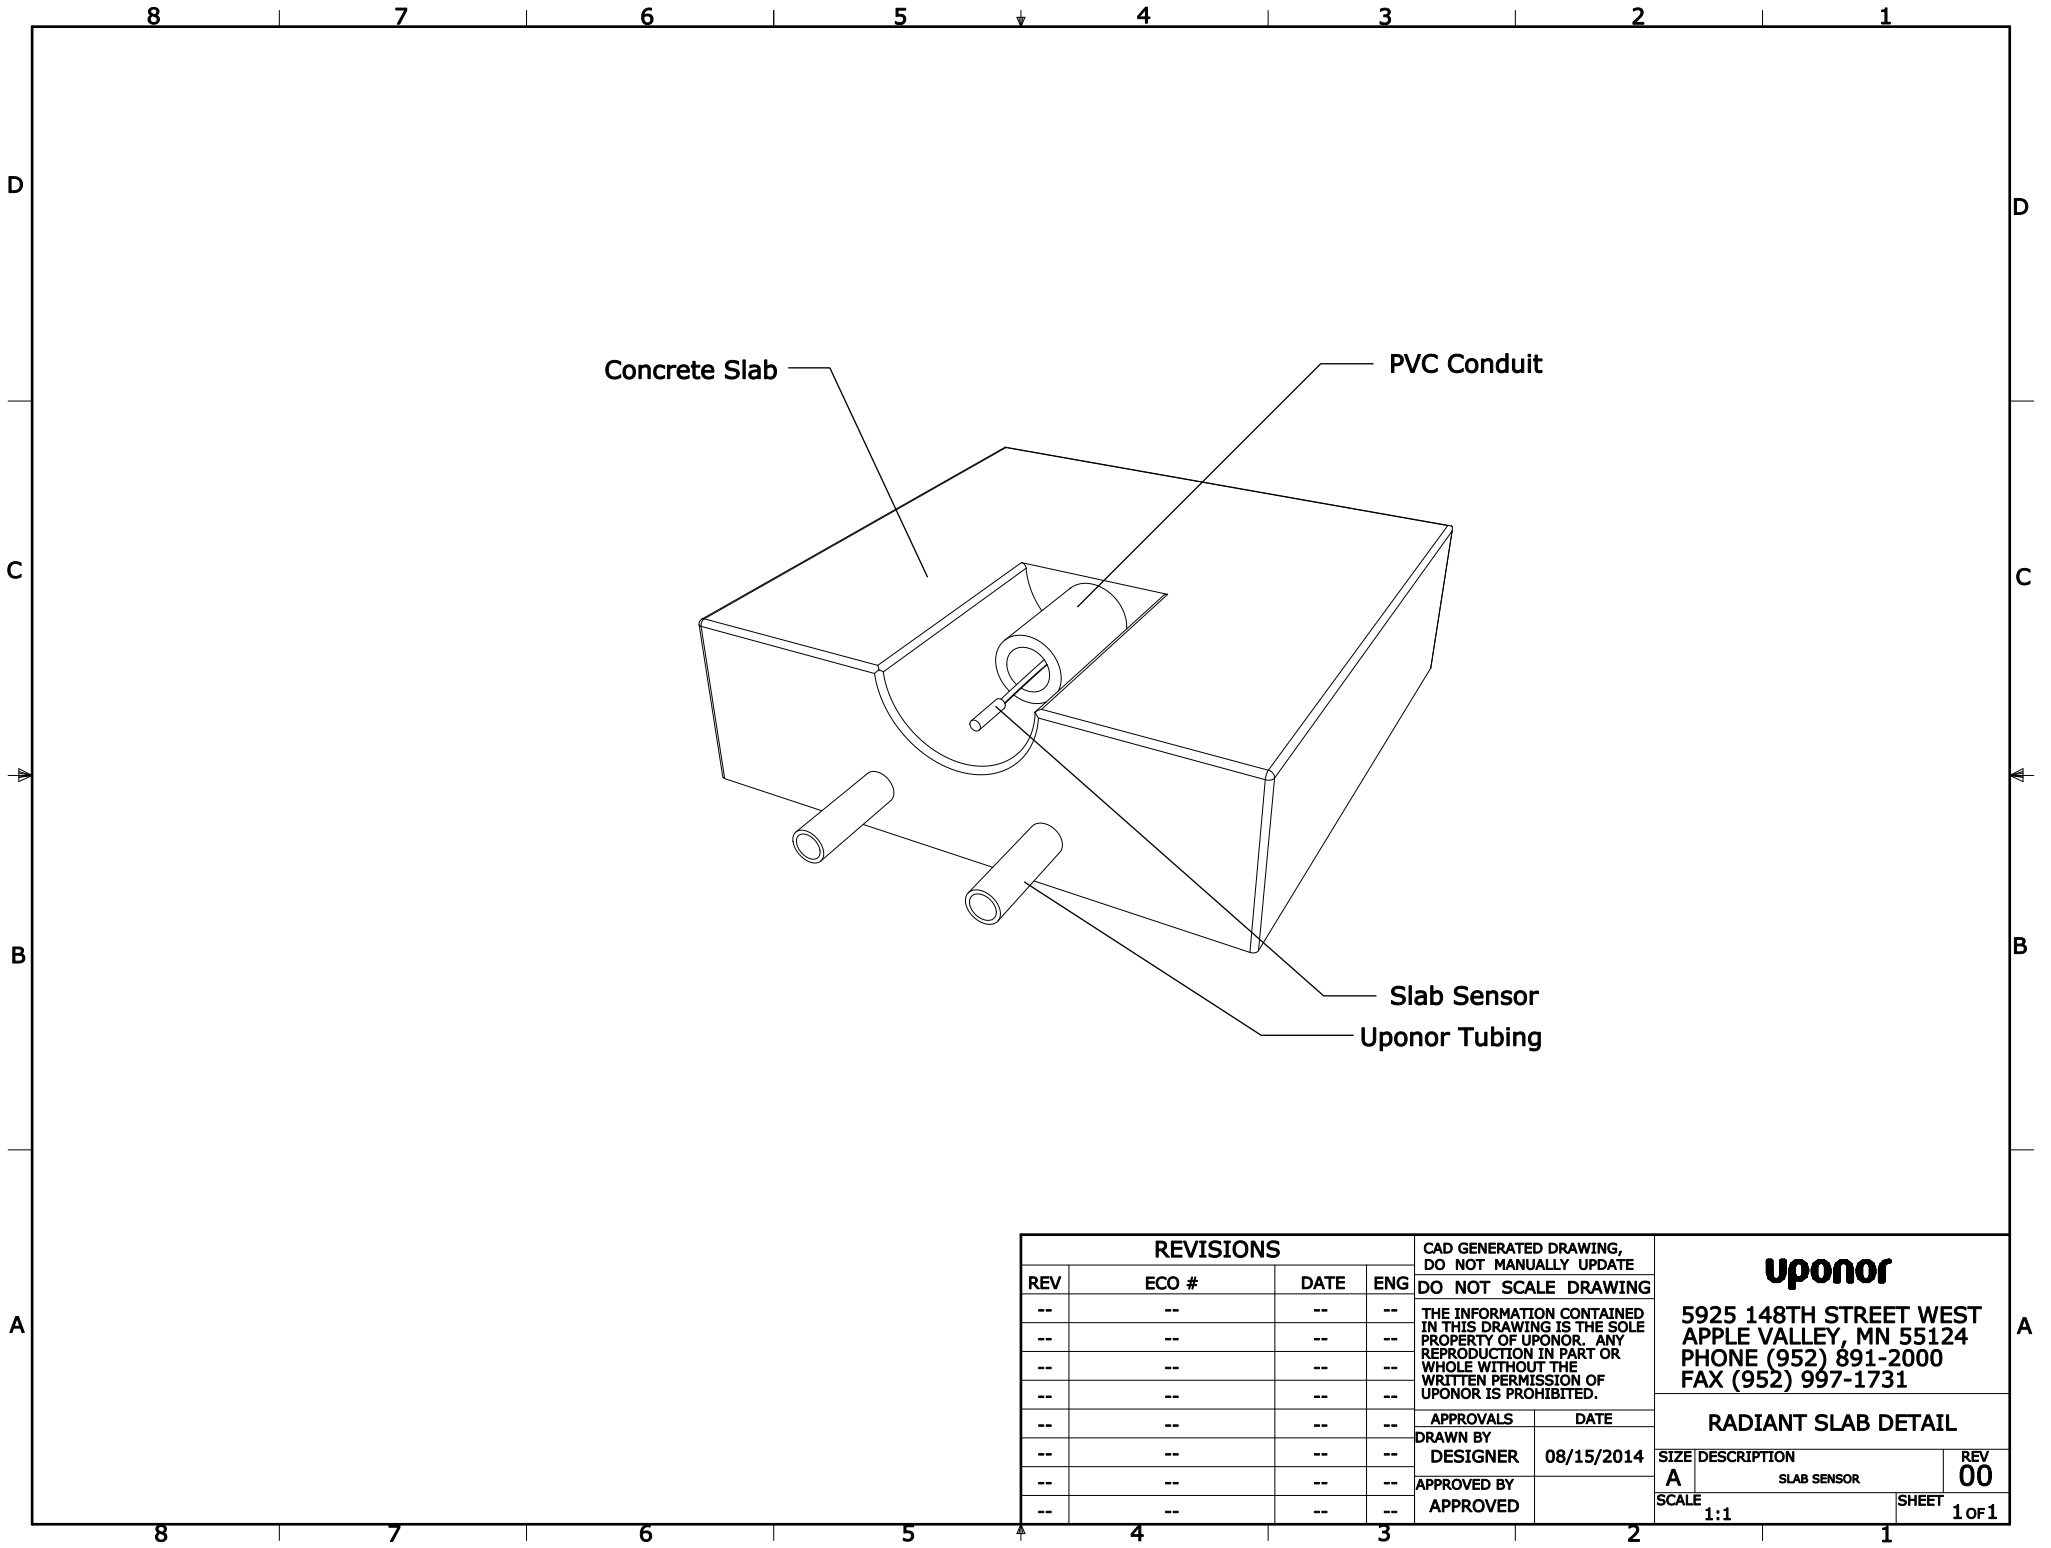 8 7 6 5 4 3 2 1
D D
Concrete Slab
PVC Conduit
C C
B B
Slab Sensor
Uponor Tubing
A A
REVISIONS
REV ECO # DATE ENG
-- -- -- --
-- -- -- --
-- -- -- --
-- -- -- --
-- -- -- --
-- -- -- --
-- -- -- --
-- -- -- --
CAD GENERATED DRAWING,
DO NOT MANUALLY UPDATE
DO NOT SCALE DRAWING
THE INFORMATION CONTAINED
IN THIS DRAWING IS THE SOLE
PROPERTY OF UPONOR. ANY
REPRODUCTION IN PART OR
WHOLE WITHOUT THE
WRITTEN PERMISSION OF
UPONOR IS PROHIBITED.
APPROVALS DATE
DRAWN BY
DESIGNER 08/15/2014
APPROVED BY
APPROVED
uponor
5925 148TH STREET WEST
APPLE VALLEY, MN 55124
PHONE (952) 891-2000
FAX (952) 997-1731
RADIANT SLAB DETAIL
SIZE DESCRIPTION REV
A SLAB SENSOR 00
SCALE 1:1 SHEET 1 OF 1
8 7 6 5 4 3 2 1